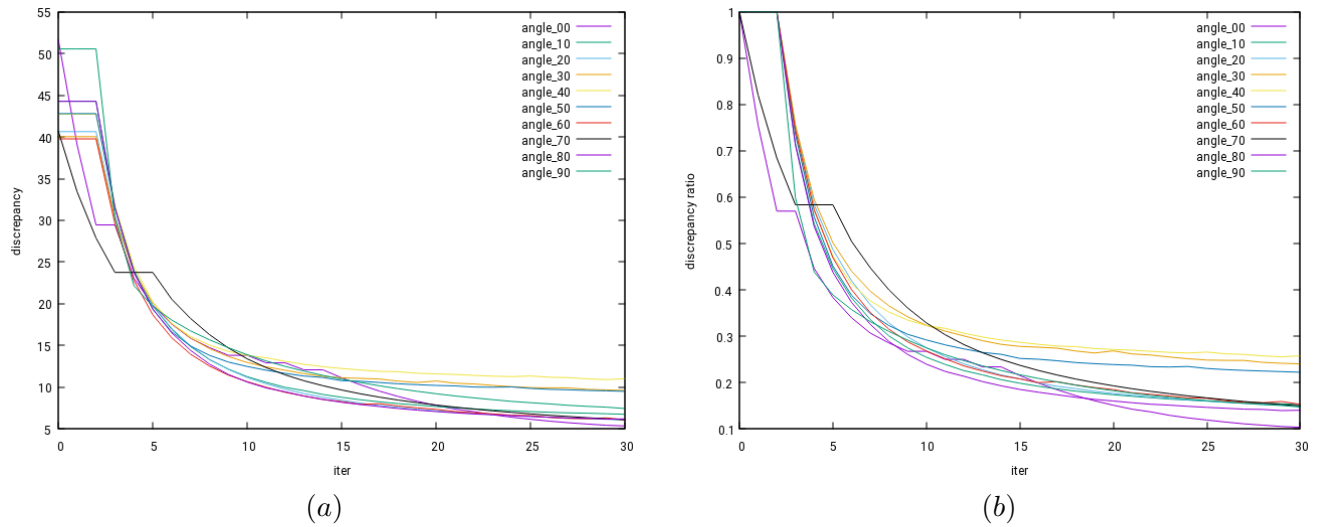 55
50
45
40
35
30
25
20
15
10
5
discrepancy
0 5 10 15 20 25 30
iter
angle_00
angle_10
angle_20
angle_30
angle_40
angle_50
angle_60
angle_70
angle_80
angle_90
(a)
1
0.9
0.8
0.7
0.6
0.5
0.4
0.3
0.2
0.1
discrepancy ratio
0 5 10 15 20 25 30
iter
angle_00
angle_10
angle_20
angle_30
angle_40
angle_50
angle_60
angle_70
angle_80
angle_90
(b)